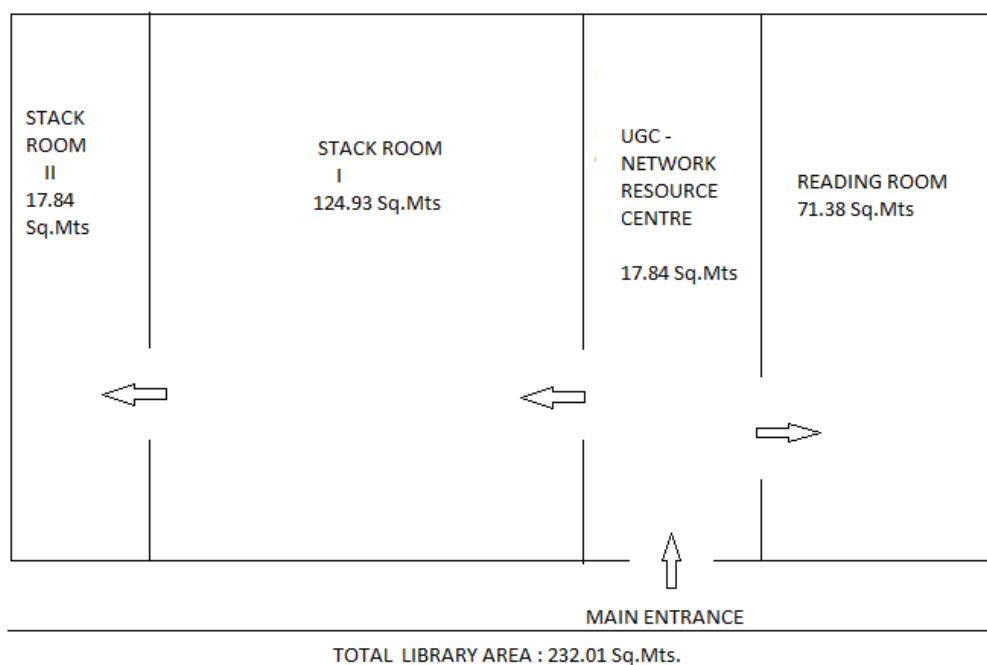 STACK
ROOM
II
17.84
Sq.Mts
STACK ROOM
I
124.93 Sq.Mts
UGC -
NETWORK
RESOURCE
CENTRE
17.84 Sq.Mts
READING ROOM
71.38 Sq.Mts
MAIN ENTRANCE
TOTAL LIBRARY AREA : 232.01 Sq.Mts.